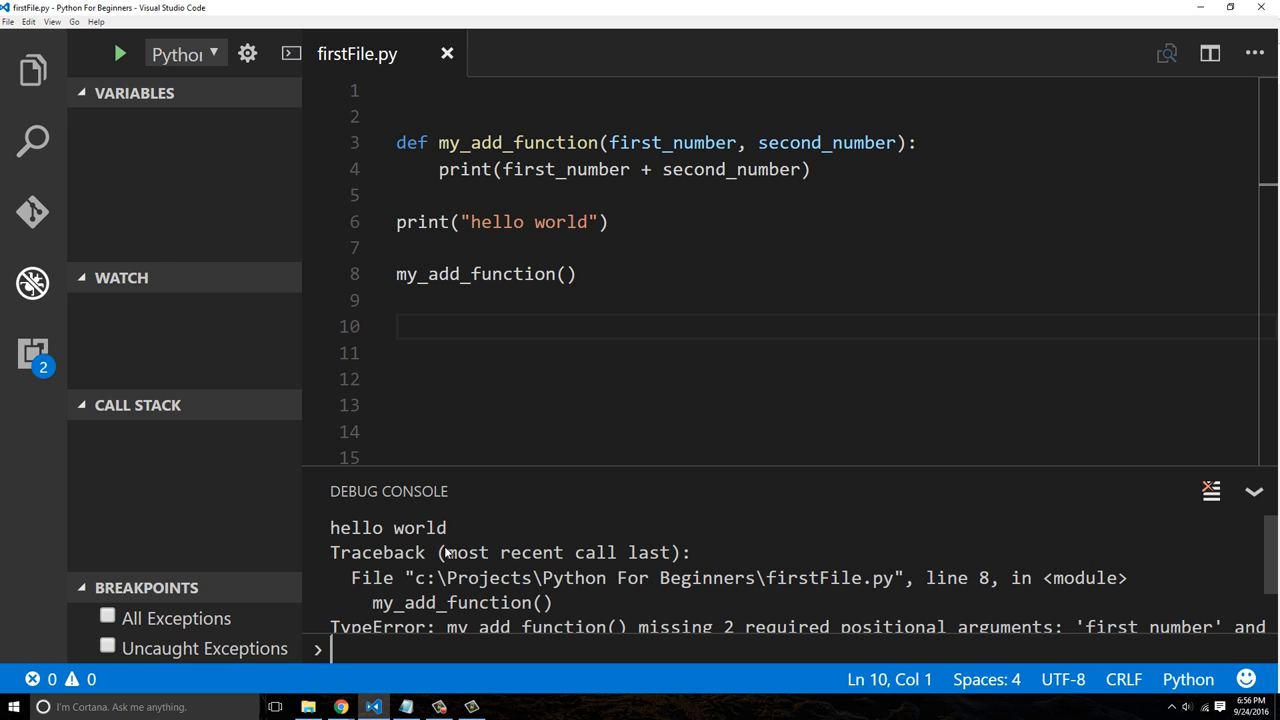 firstFile.py - Python For Beginners - Visual Studio Code
File Edit View Go Help
Python
firstFile.py
VARIABLES
WATCH
CALL STACK
BREAKPOINTS
All Exceptions
Uncaught Exceptions
2
1
2
3 def my_add_function(first_number, second_number):
4 print(first_number + second_number)
5
6 print("hello world")
7
8 my_add_function()
9
10
11
12
13
14
15
DEBUG CONSOLE
hello world
Traceback (most recent call last):
File "c:\Projects\Python For Beginners\firstFile.py", line 8, in <module>
my_add_function()
TypeError: my_add_function() missing 2 required positional arguments: 'first_number' and
0 0 Ln 10, Col 1 Spaces: 4 UTF-8 CRLF Python
I'm Cortana. Ask me anything.
6:56 PM
9/24/2016